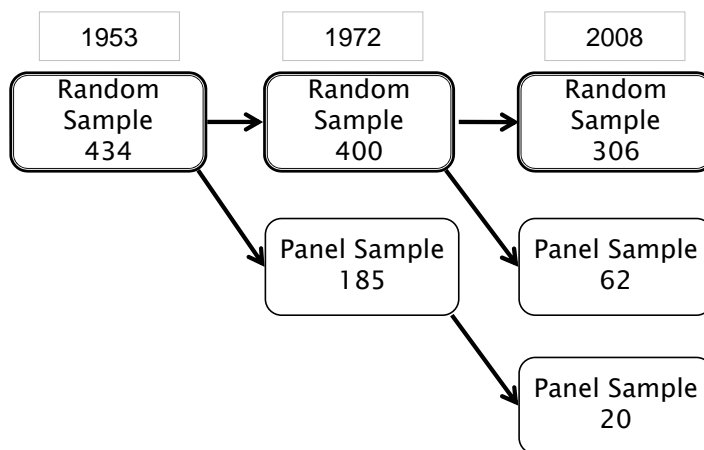 1953
1972
2008
Random
Sample
434
Random
Sample
400
Random
Sample
306
Panel Sample
185
Panel Sample
62
Panel Sample
20